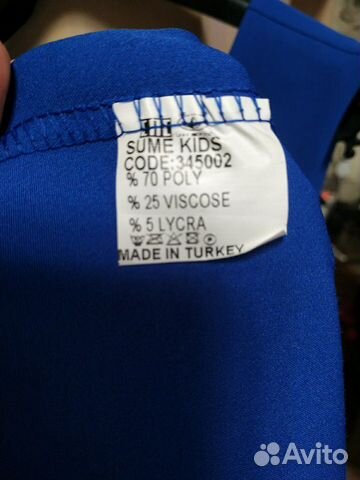 SUME KIDS
CODE:345002
% 70 POLY
% 25 VISCOSE
% 5 LYCRA
MADE IN TURKEY
Avito